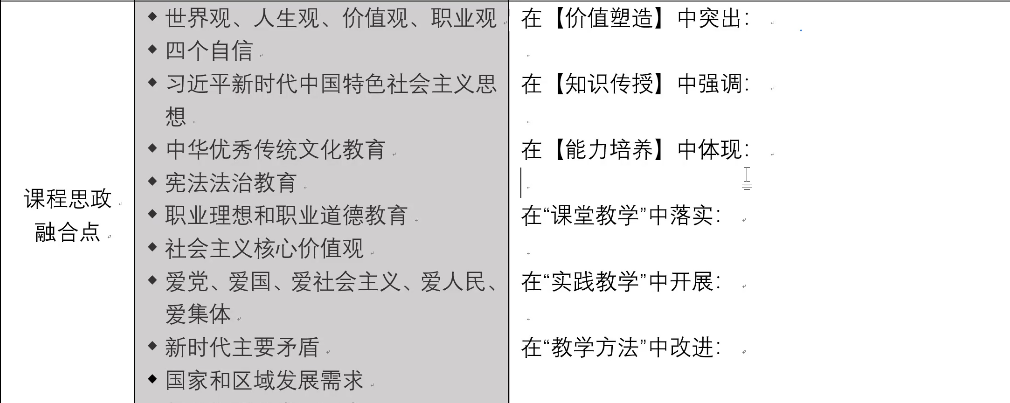 课程思政
融合点
◆ 世界观、人生观、价值观、职业观
◆ 四个自信
◆ 习近平新时代中国特色社会主义思
想
◆ 中华优秀传统文化教育
◆ 宪法法治教育
◆ 职业理想和职业道德教育
◆ 社会主义核心价值观
◆ 爱党、爱国、爱社会主义、爱人民、
爱集体
◆ 新时代主要矛盾
◆ 国家和区域发展需求
在【价值塑造】中突出：
在【知识传授】中强调：
在【能力培养】中体现：
在“课堂教学”中落实：
在“实践教学”中开展：
在“教学方法”中改进：